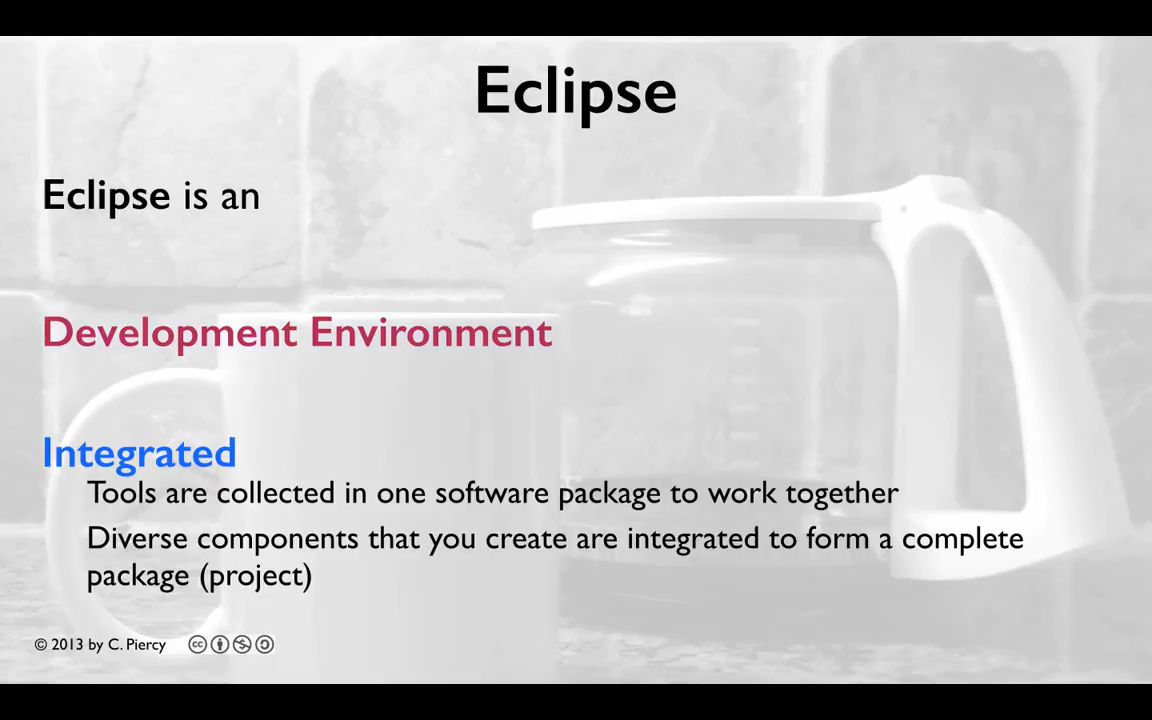 Eclipse
Eclipse is an
Development Environment
Integrated
Tools are collected in one software package to work together
Diverse components that you create are integrated to form a complete
package (project)
© 2013 by C. Piercy